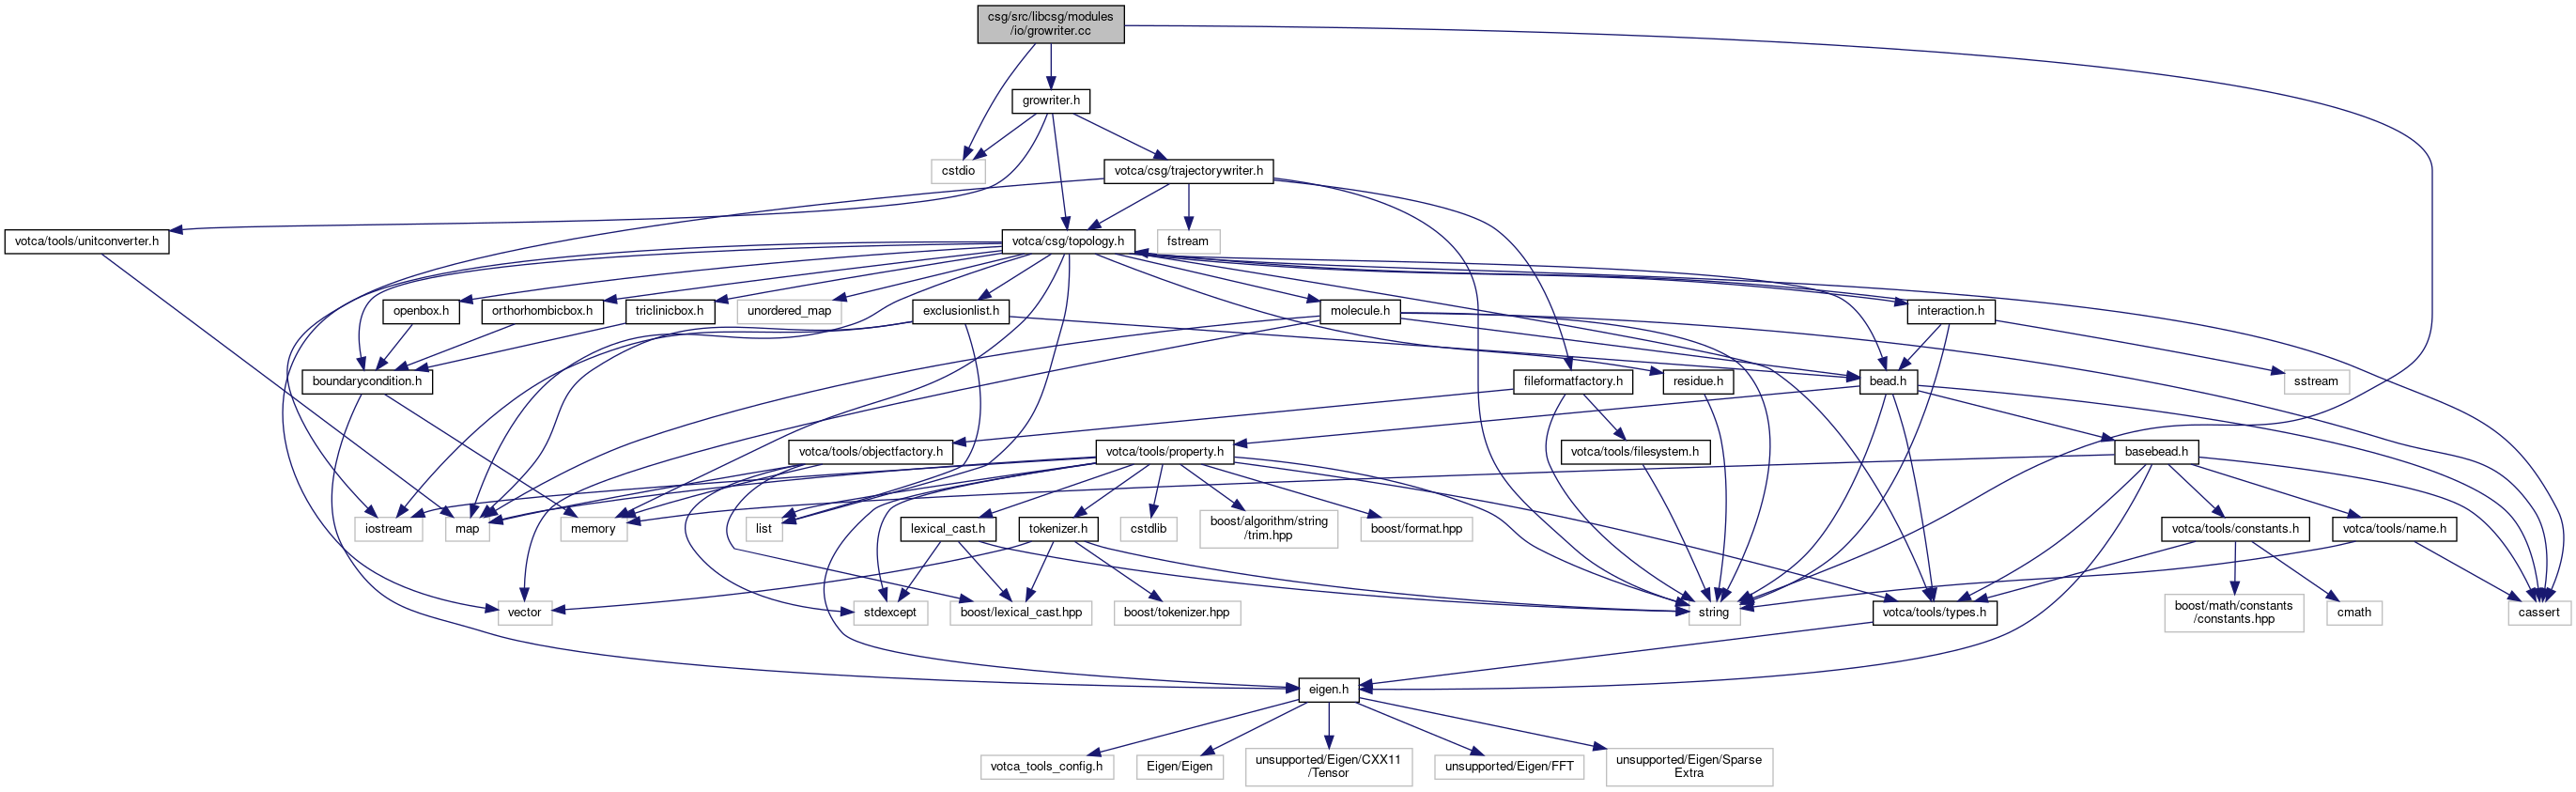 csg/src/libcsg/modules
/io/growriter.cc
growriter.h
cstdio
votca/csg/trajectorywriter.h
votca/tools/unitconverter.h
votca/csg/topology.h
fstream
openbox.h
orthorhombicbox.h
triclinicbox.h
unordered_map
exclusionlist.h
molecule.h
interaction.h
boundarycondition.h
fileformatfactory.h
residue.h
bead.h
sstream
votca/tools/objectfactory.h
votca/tools/property.h
votca/tools/filesystem.h
basebead.h
iostream
map
memory
list
lexical_cast.h
tokenizer.h
cstdlib
boost/algorithm/string
/trim.hpp
boost/format.hpp
votca/tools/constants.h
votca/tools/name.h
vector
stdexcept
boost/lexical_cast.hpp
boost/tokenizer.hpp
string
votca/tools/types.h
boost/math/constants
/constants.hpp
cmath
cassert
eigen.h
votca_tools_config.h
Eigen/Eigen
unsupported/Eigen/CXX11
/Tensor
unsupported/Eigen/FFT
unsupported/Eigen/Sparse
Extra